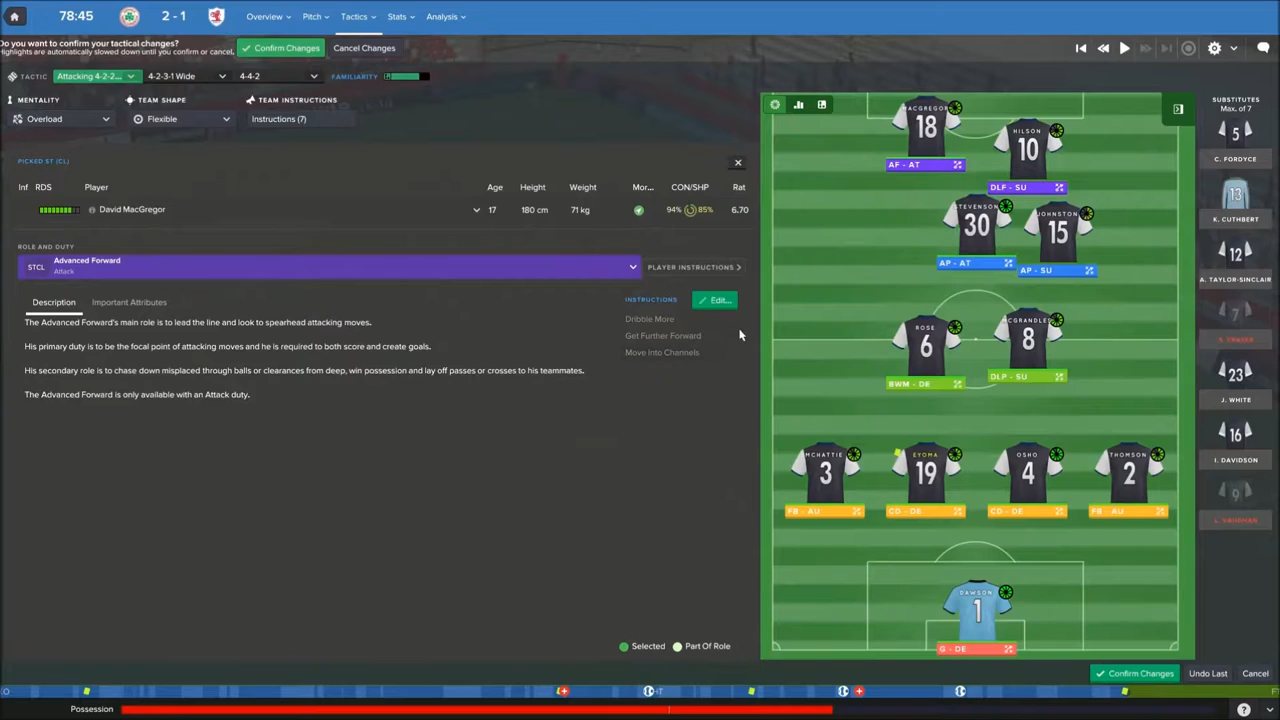 78:45 2 - 1 Overview Pitch Tactics Stats Analysis
Do you want to confirm your tactical changes?
Highlights are automatically slowed down until you confirm or cancel.
Confirm Changes Cancel Changes
TACTIC Attacking 4-2-2... 4-2-3-1 Wide 4-4-2 FAMILIARITY
MENTALITY TEAM SHAPE TEAM INSTRUCTIONS
Overload Flexible Instructions (7)
PICKED ST (CL)
Inf RDS Player Age Height Weight Mor... CON/SHP Rat
David MacGregor 17 180 cm 71 kg 94% 85% 6.70
ROLE AND DUTY
STCL Advanced Forward
Attack
PLAYER INSTRUCTIONS
Description Important Attributes
INSTRUCTIONS Edit...
The Advanced Forward's main role is to lead the line and look to spearhead attacking moves.
His primary duty is to be the focal point of attacking moves and he is required to both score and create goals.
His secondary role is to chase down misplaced through balls or clearances from deep, win possession and lay off passes or crosses to his teammates.
The Advanced Forward is only available with an Attack duty.
Dribble More
Get Further Forward
Move Into Channels
Selected Part Of Role
MACGREGOR
18
AF - AT
HILSON
10
DLF - SU
STEVENSON
30
AP - AT
JOHNSTON
15
AP - SU
ROSE
6
BWM - DE
MCGRANDLES
8
DLP - SU
MCHATTIE
3
FB - AU
EYOMA
19
CD - DE
OSHO
4
CD - DE
THOMSON
2
FB - AU
DAWSON
1
G - DE
SUBSTITUTES
Max. of 7
5
C. FORDYCE
13
K. CUTHBERT
12
A. TAYLOR-SINCLAIR
7
S. FRASER
23
J. WHITE
16
I. DAVIDSON
9
L. VAUGHAN
Confirm Changes Undo Last Cancel
HT
Possession